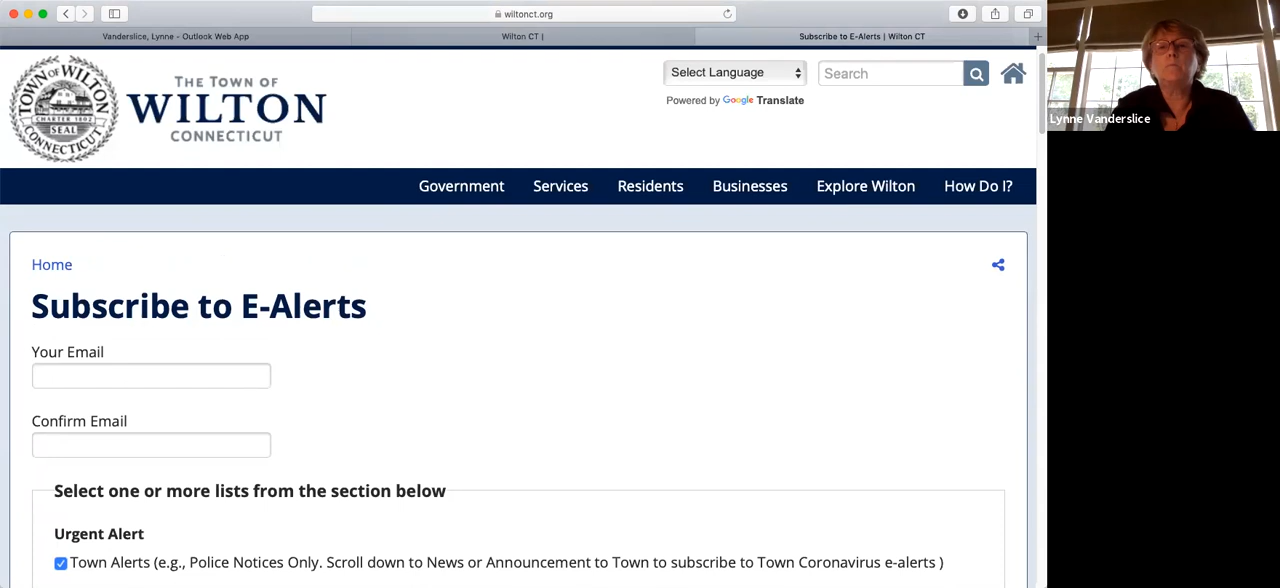 wiltonct.org
Vanderslice, Lynne - Outlook Web App
Wilton CT |
Subscribe to E-Alerts | Wilton CT
TOWN OF WILTON
CHARTER 1802
SEAL
CONNECTICUT
THE TOWN OF
WILTON
CONNECTICUT
Select Language
Search
Powered by Google Translate
Lynne Vanderslice
Government Services Residents Businesses Explore Wilton How Do I?
Home
Subscribe to E-Alerts
Your Email
Confirm Email
Select one or more lists from the section below
Urgent Alert
Town Alerts (e.g., Police Notices Only. Scroll down to News or Announcement to Town to subscribe to Town Coronavirus e-alerts )